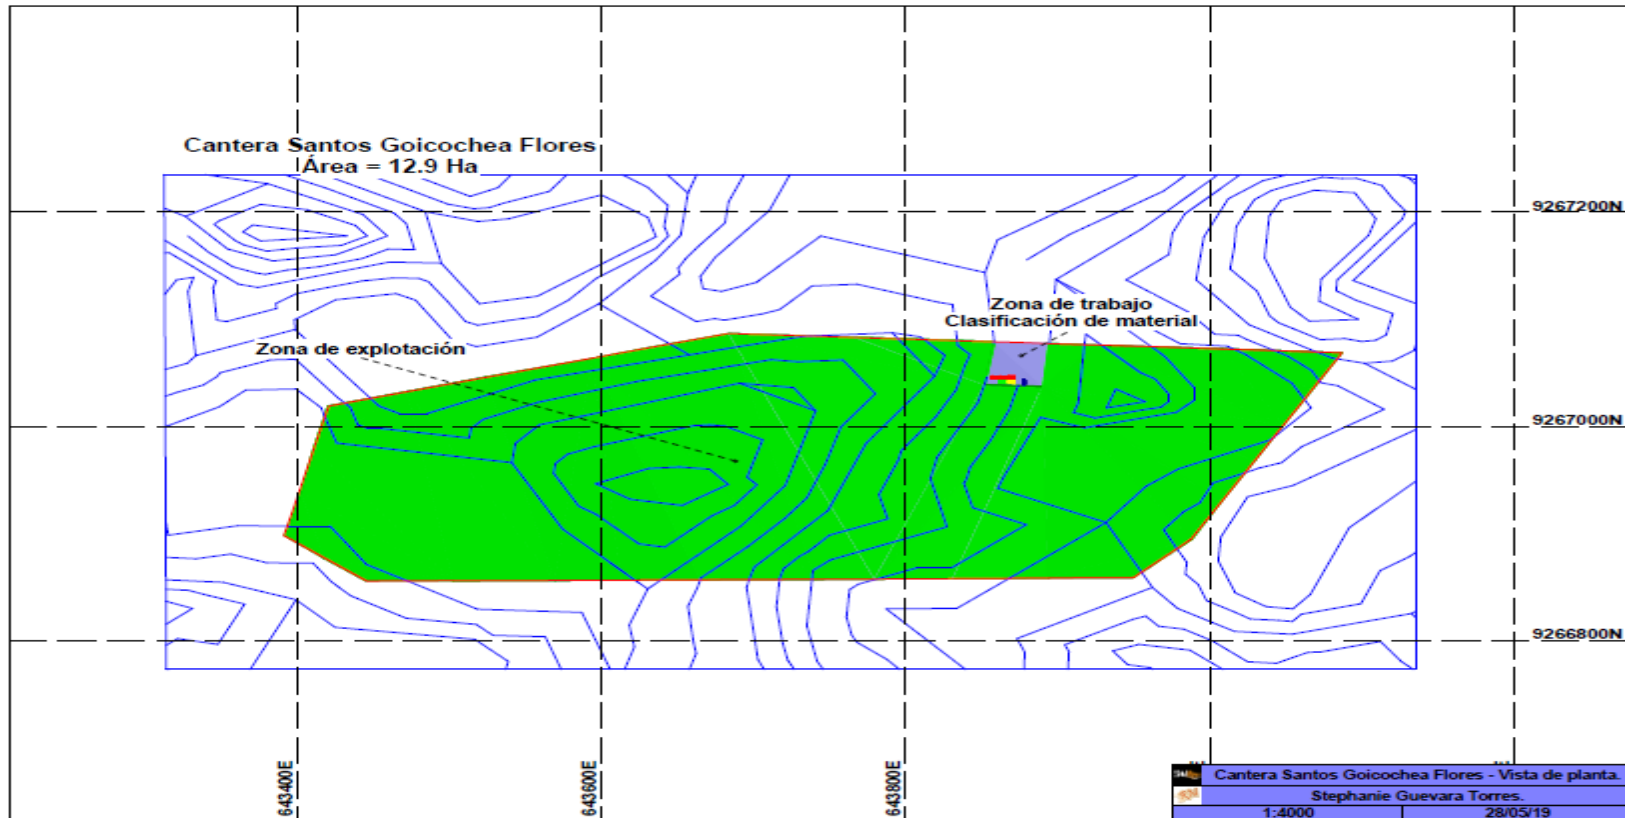 Cantera Santos Goicochea Flores
Área = 12.9 Ha
9267200N
Zona de trabajo
Clasificación de material
Zona de explotación
9267000N
9266800N
643400E
643600E
643800E
Cantera Santos Goicochea Flores - Vista de planta.
Stephanie Guevara Torres.
1:4000
28/05/19